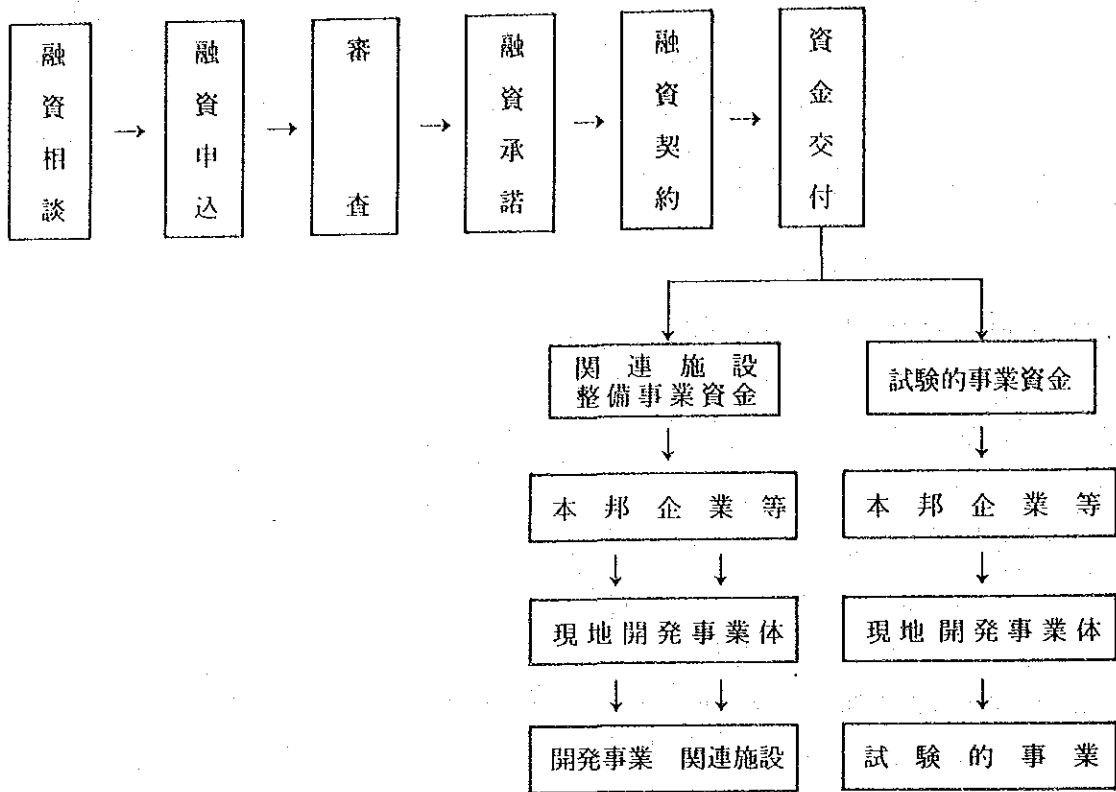 融資相談
→
融資申込
→
審査
→
融資承諾
→
融資契約
→
資金交付
関連施設
整備事業資金
試験的事業資金
↓
↓
本邦企業等
本邦企業等
↓ ↓
↓
現地開発事業体
現地開発事業体
↓ ↓
↓
開発事業 関連施設
試験的事業